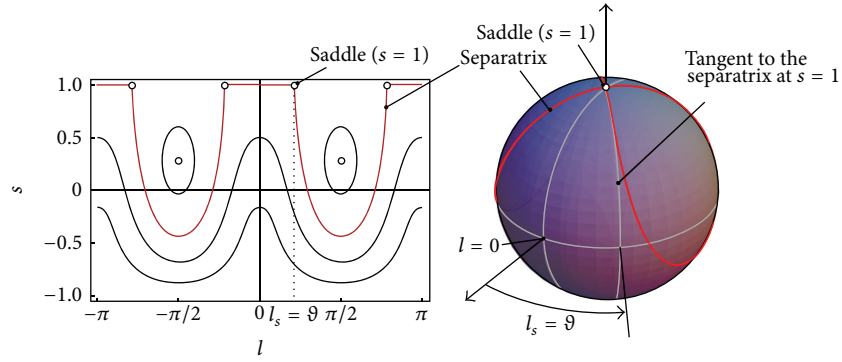 Saddle (s = 1)
Separatrix
Saddle (s = 1)
Tangent to the
separatrix at s = 1
1.0
0.5
0
−0.5
−1.0
s
−π
−π/2
0
l_s = ϑ
π/2
π
l
l = 0
l_s = ϑ